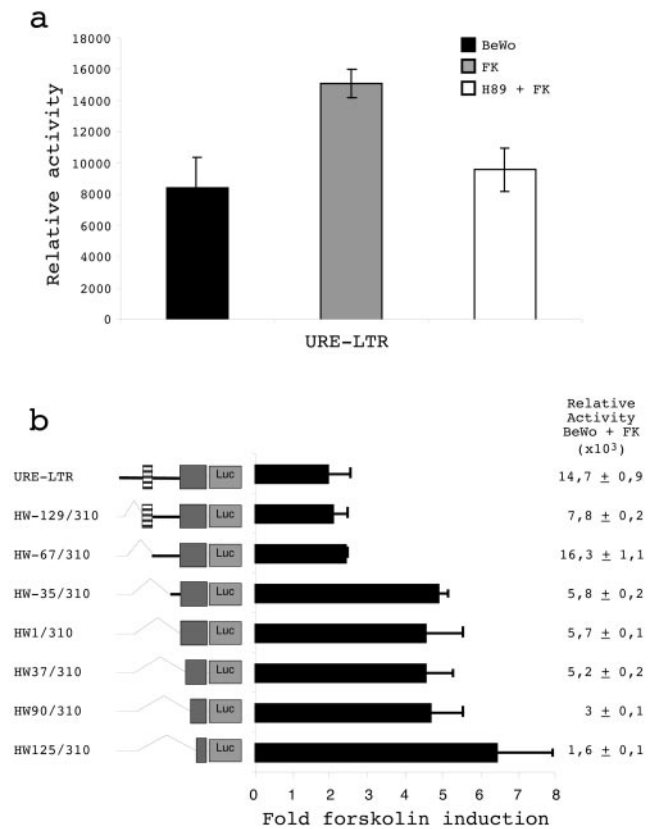 a
18000
16000
14000
12000
10000
8000
6000
4000
2000
0
Relative activity
BeWo
FK
H89 + FK
URE-LTR
b
Relative
Activity
BeWo + FK
(x10³)
URE-LTR Luc 14,7 ± 0,9
HW-129/310 Luc 7,8 ± 0,2
HW-67/310 Luc 16,3 ± 1,1
HW-35/310 Luc 5,8 ± 0,2
HW1/310 Luc 5,7 ± 0,1
HW37/310 Luc 5,2 ± 0,2
HW90/310 Luc 3 ± 0,1
HW125/310 Luc 1,6 ± 0,1
0 1 2 3 4 5 6 7 8
Fold forskolin induction